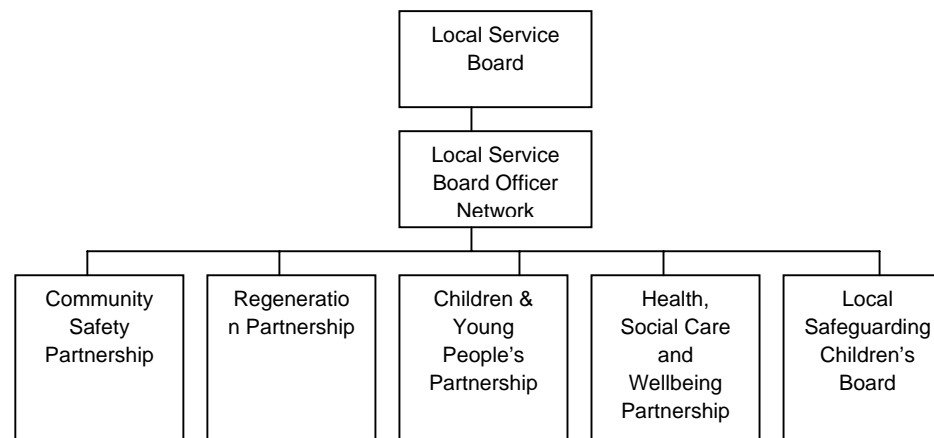 Local Service
Board
Local Service
Board Officer
Network
Community
Safety
Partnership
Regeneratio
n Partnership
Children &
Young
People’s
Partnership
Health,
Social Care
and
Wellbeing
Partnership
Local
Safeguarding
Children’s
Board